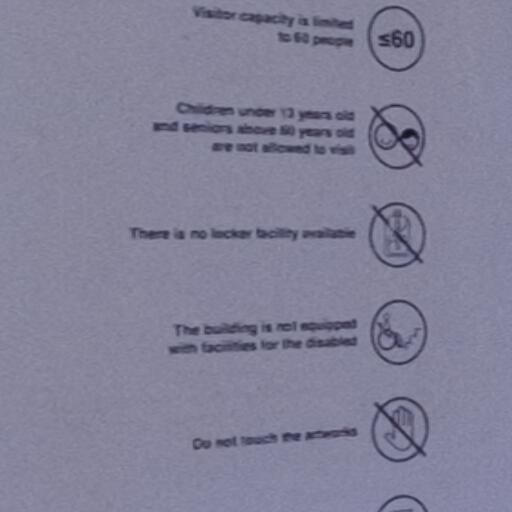 Visitor capacity is limited
to 60 people
≤60
Children under 13 years old
and seniors above 60 years old
are not allowed to visit
There is no locker facility available
The building is not equipped
with facilities for the disabled
Do not touch the artworks